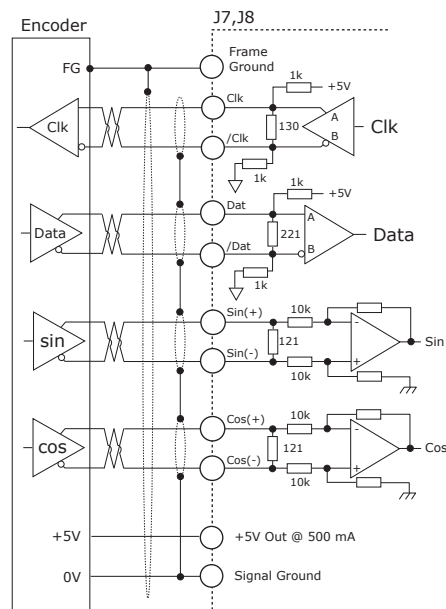 Encoder
J7,J8
FG
Frame
Ground
1k
+5V
Clk
Clk
A
130
B
Clk
/Clk
1k
1k
+5V
Dat
A
Data
221
Data
/Dat
B
1k
Sin(+)
10k
-
sin
121
Sin
Sin(-)
+
10k
Cos(+)
10k
-
cos
121
Cos
Cos(-)
+
10k
+5V
+5V Out @ 500 mA
0V
Signal Ground